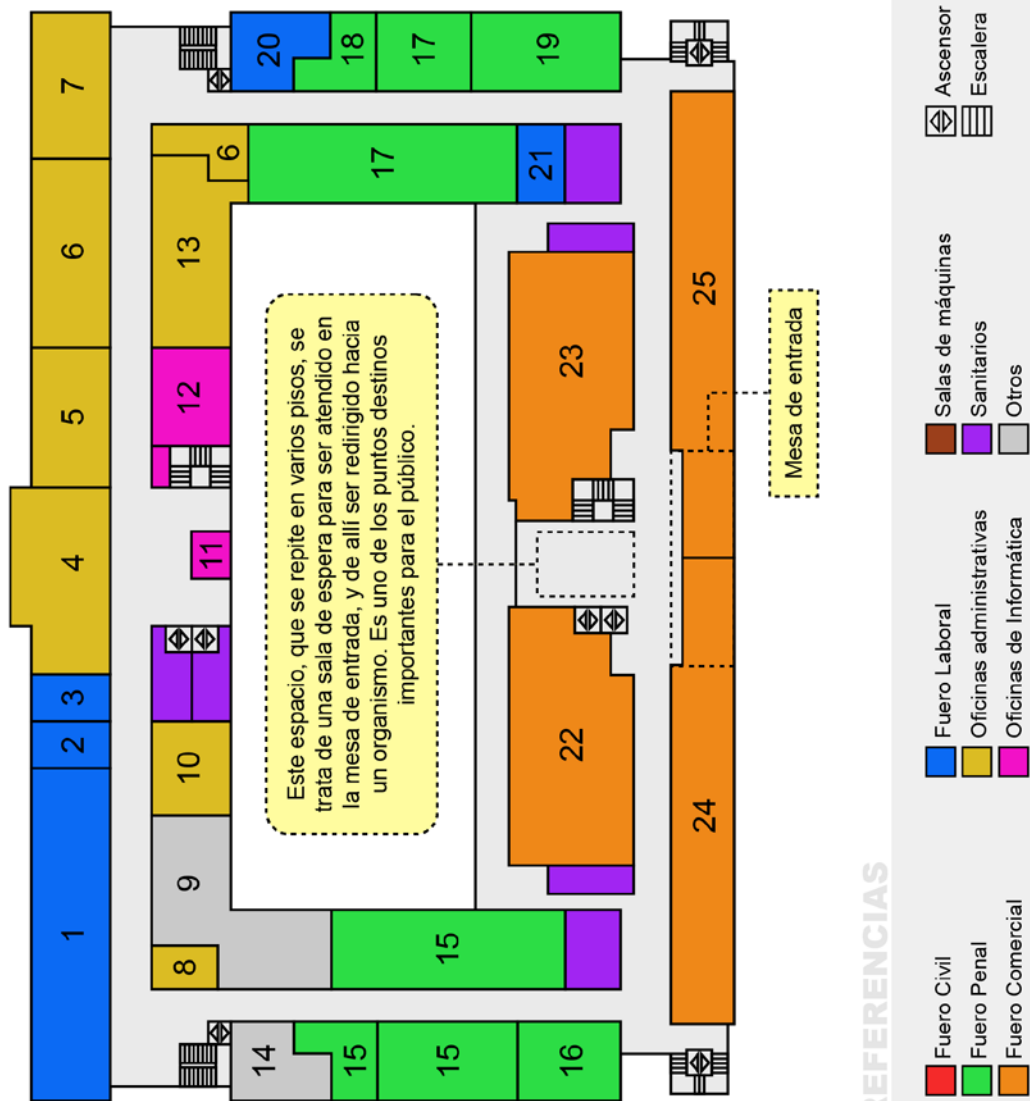 1 2 3 4 5 6 7
8 9 10 11 12 13 6
14 20
Este espacio, que se repite en varios pisos, se
trata de una sala de espera para ser atendido en
la mesa de entrada, y de allí ser redirigido hacia
un organismo. Es uno de los puntos destinos
importantes para el público.
15 18
15 15 17 17
16 21 19
22 23
24 25
Mesa de entrada
REFERENCIAS
Fuero Civil Fuero Laboral Salas de máquinas Ascensor
Fuero Penal Oficinas administrativas Sanitarios Escalera
Fuero Comercial Oficinas de Informática Otros